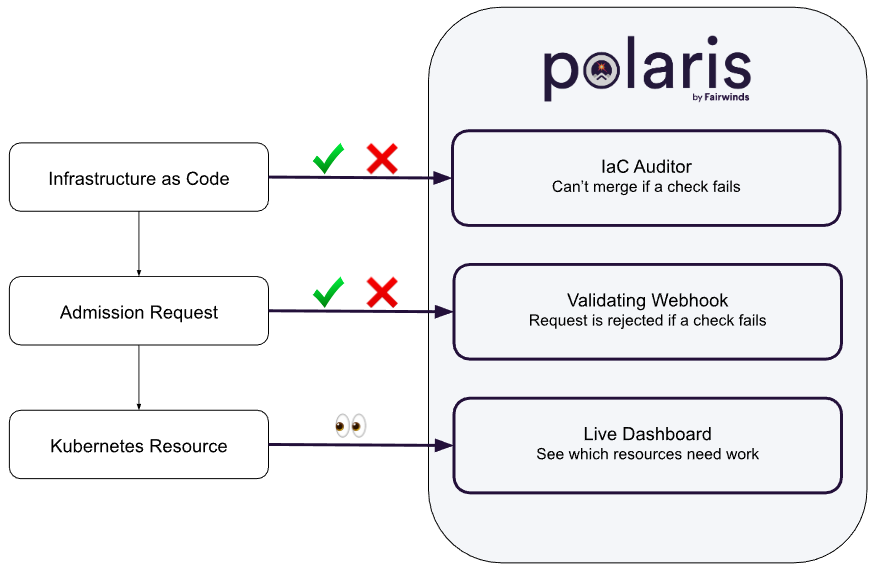 polaris
by Fairwinds
Infrastructure as Code
IaC Auditor
Can’t merge if a check fails
Admission Request
Validating Webhook
Request is rejected if a check fails
Kubernetes Resource
Live Dashboard
See which resources need work